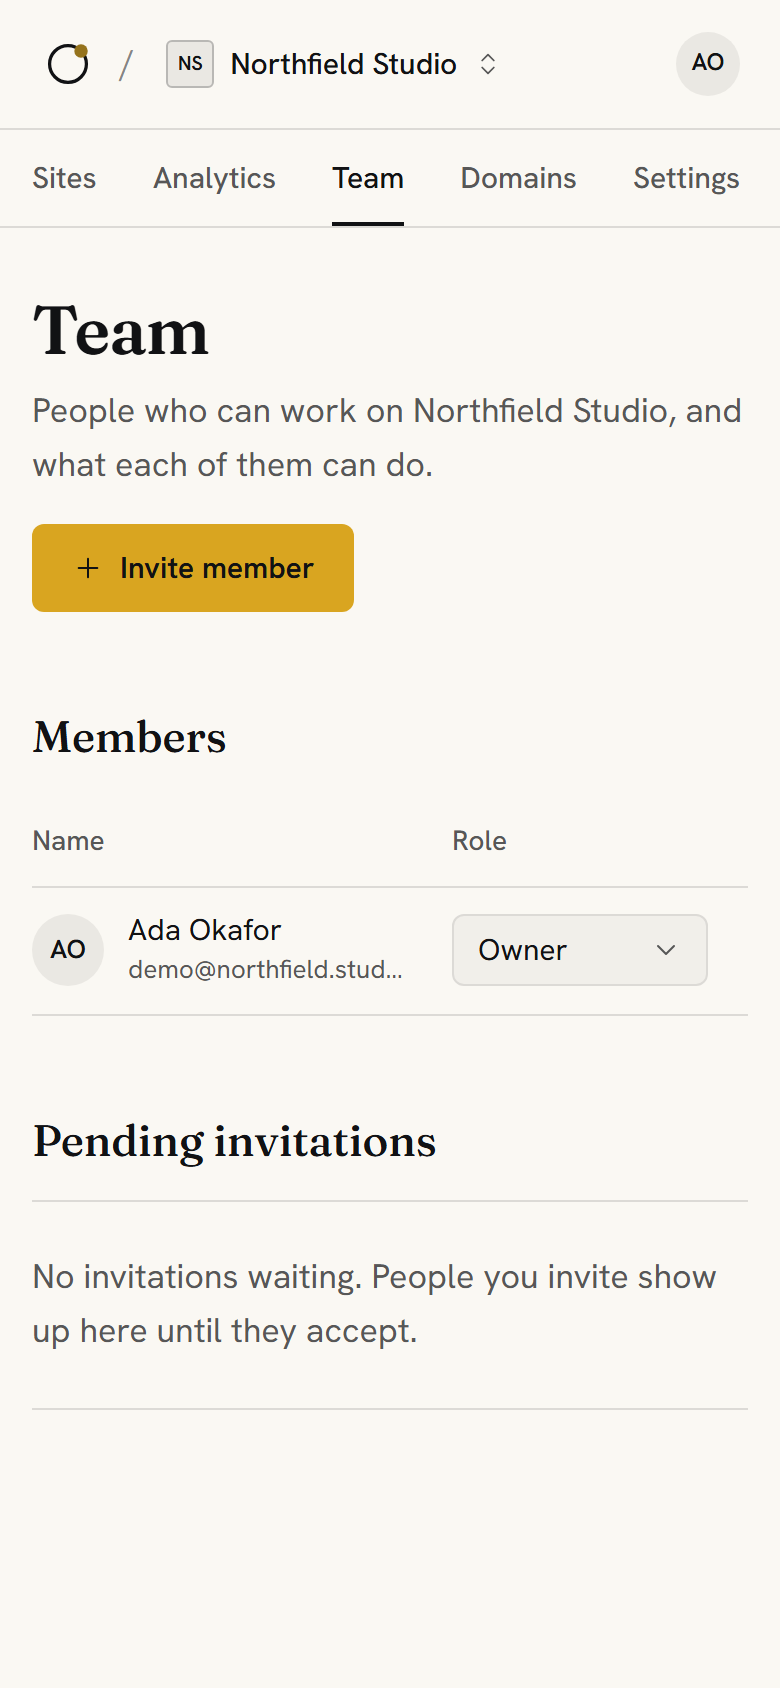 / NS Northfield Studio AO
Sites Analytics Team Domains Settings
Team
People who can work on Northfield Studio, and
what each of them can do.
+ Invite member
Members
Name Role
AO Ada Okafor Owner
demo@northfield.stud...
Pending invitations
No invitations waiting. People you invite show
up here until they accept.